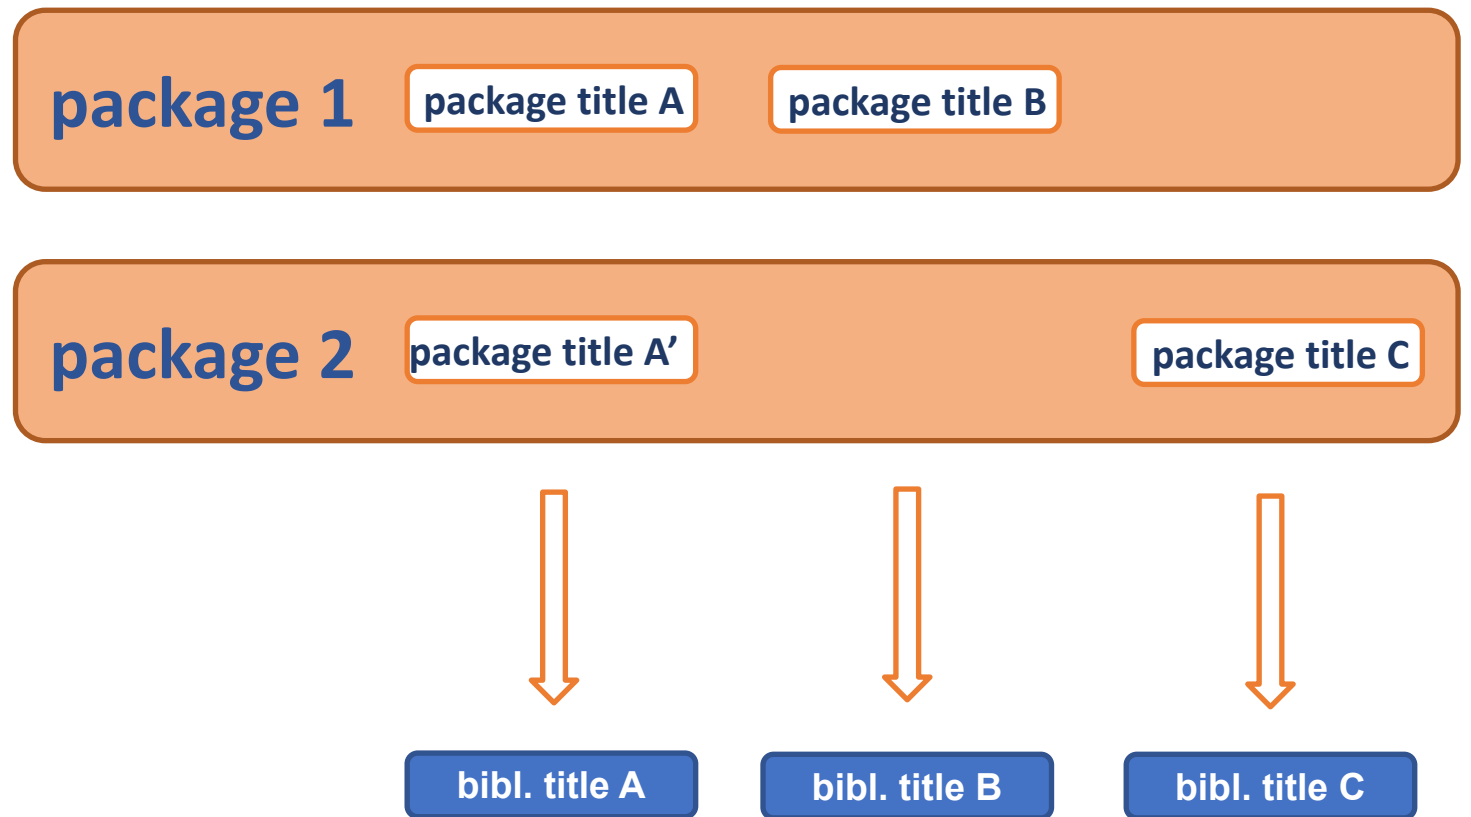 package 1
package title A
package title B
package 2
package title A’
package title C
bibl. title A
bibl. title B
bibl. title C